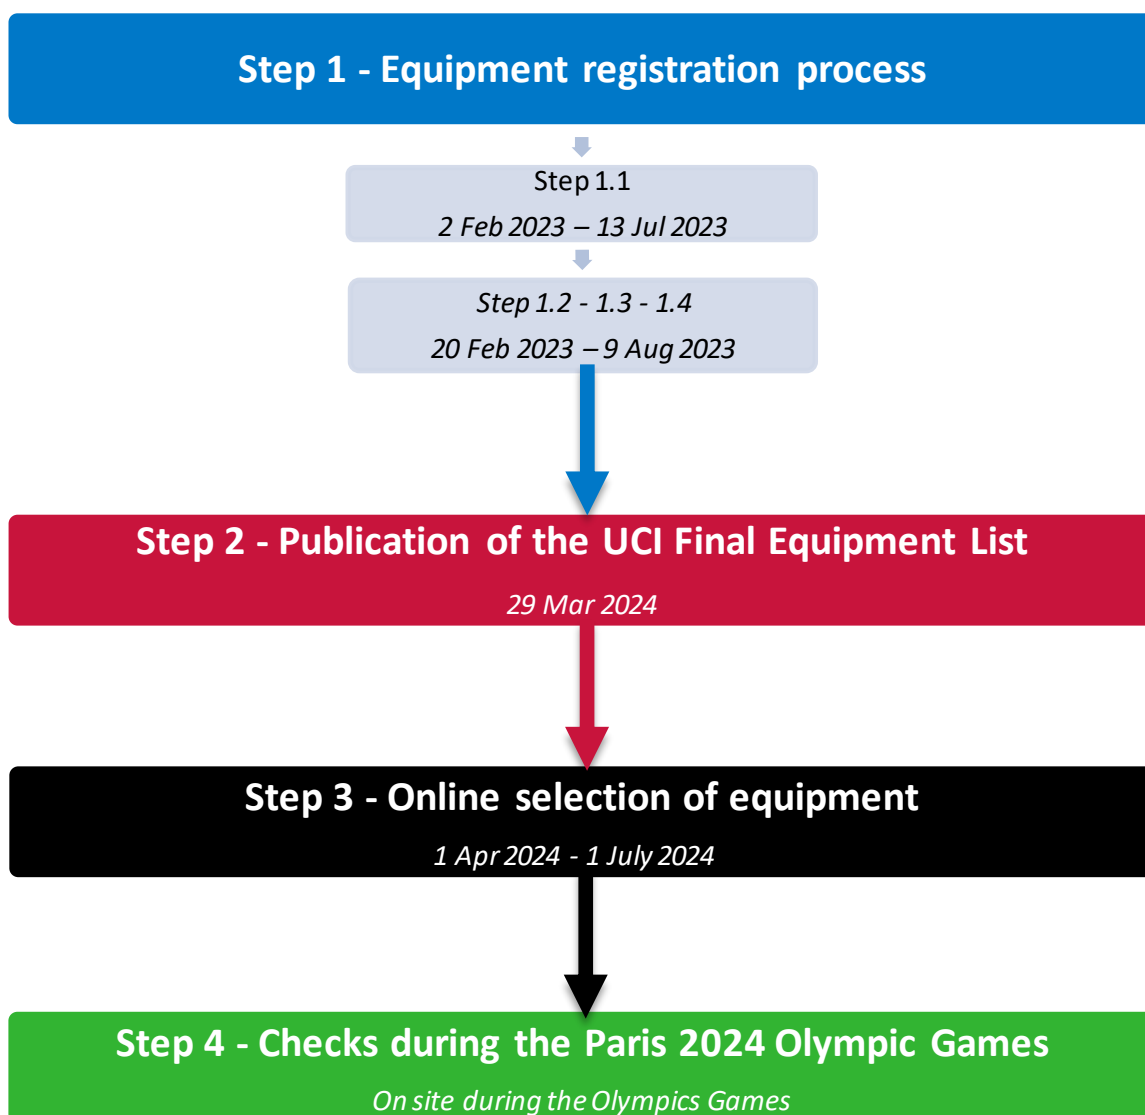 Step 1 - Equipment registration process
Step 1.1
2 Feb 2023 – 13 Jul 2023
Step 1.2 - 1.3 - 1.4
20 Feb 2023 – 9 Aug 2023
Step 2 - Publication of the UCI Final Equipment List
29 Mar 2024
Step 3 - Online selection of equipment
1 Apr 2024 - 1 July 2024
Step 4 - Checks during the Paris 2024 Olympic Games
On site during the Olympics Games